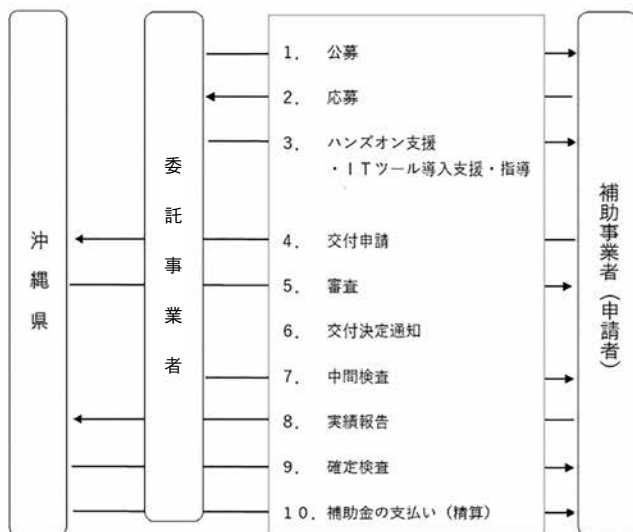 沖縄県
委託事業者
1． 公募
2． 応募
3． ハンズオン支援
・ＩＴツール導入支援・指導
4． 交付申請
5． 審査
6． 交付決定通知
7． 中間検査
8． 実績報告
9． 確定検査
１０．補助金の支払い（精算）
補助事業者（申請者）